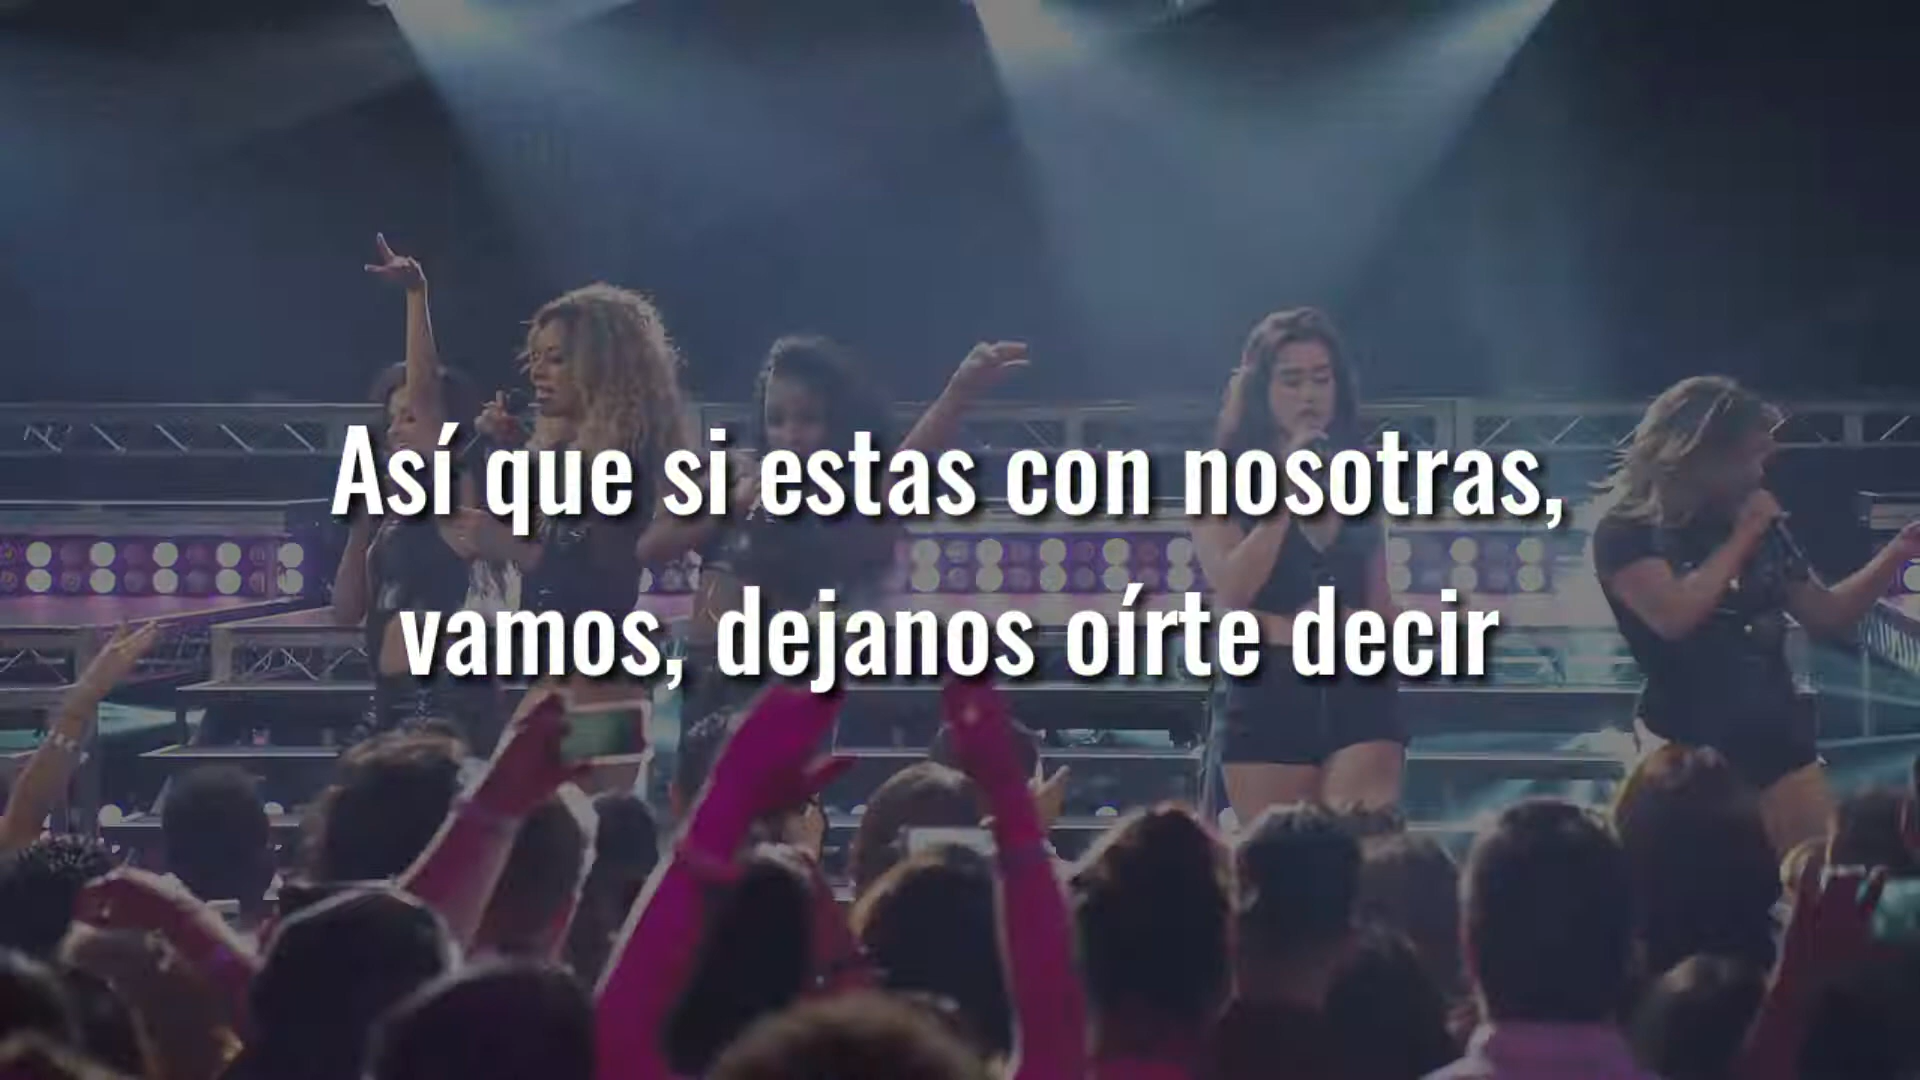 Así que si estas con nosotras,
vamos, dejanos oírte decir